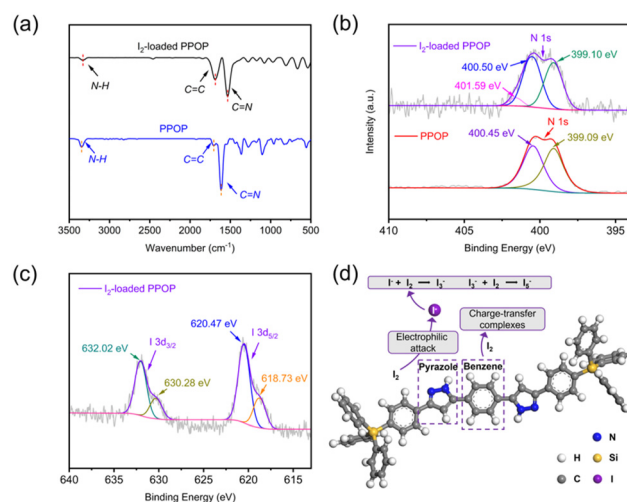 (a)
I₂-loaded PPOP
N-H
C=C
C=N
PPOP
N-H
C=C
C=N
3500 3000 2500 2000 1500 1000 500
Wavenumber (cm⁻¹)
(b)
I₂-loaded PPOP
N 1s
399.10 eV
400.50 eV
401.59 eV
N 1s
PPOP
400.45 eV
399.09 eV
Intensity (a.u.)
410 405 400 395
Binding Energy (eV)
(c)
I₂-loaded PPOP
620.47 eV
632.02 eV
I 3d₃/₂
I 3d₅/₂
630.28 eV
618.73 eV
640 635 630 625 620 615
Binding Energy (eV)
(d)
I⁻ + I₂ → I₃⁻ I₃⁻ + I₂ → I₅⁻
I⁻
Charge-transfer
complexes
Electrophilic
attack
I₂
I₂
Pyrazole
Benzene
N
H
Si
C
I